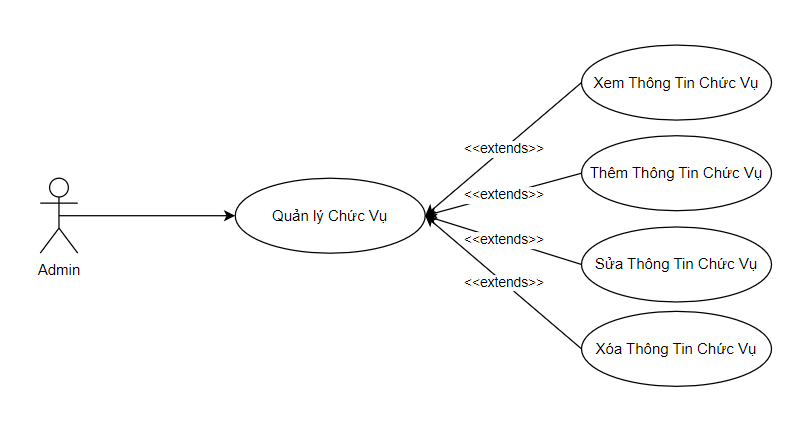 Xem Thông Tin Chức Vụ
<<extends>>
Thêm Thông Tin Chức Vụ
<<extends>>
Quản lý Chức Vụ
<<extends>>
Sửa Thông Tin Chức Vụ
Admin
<<extends>>
Xóa Thông Tin Chức Vụ